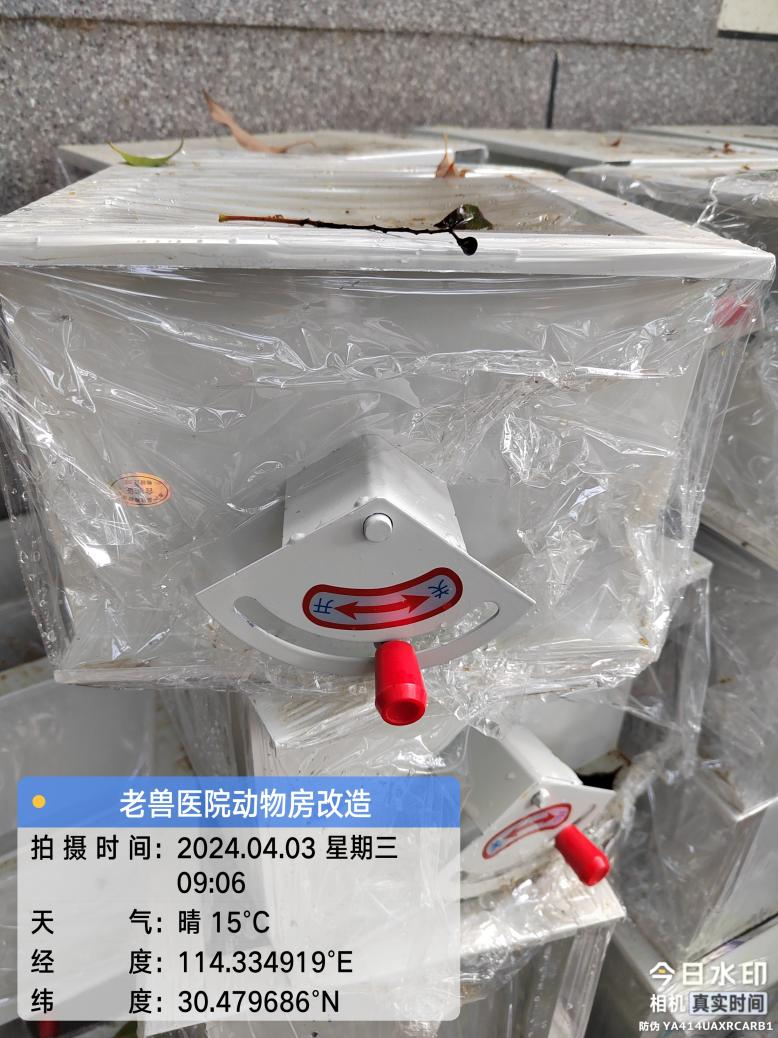 开 关
关
老兽医院动物房改造
拍摄时间: 2024.04.03 星期三
09:06
天气: 晴 15°C
经度: 114.334919°E
纬度: 30.479686°N
今日水印
相机 真实时间
防伪 YA414UAXRCARB1